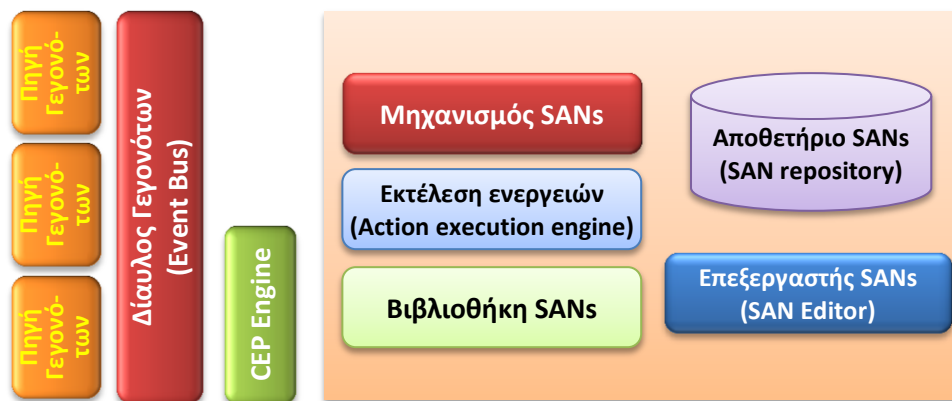 Πηγή
Γεγονό-
των
Πηγή
Γεγονό-
των
Πηγή
Γεγονό-
των
Δίαυλος Γεγονότων
(Event Bus)
CEP Engine
Μηχανισμός SANs
Εκτέλεση ενεργειών
(Action execution engine)
Βιβλιοθήκη SANs
Αποθετήριο SANs
(SAN repository)
Επεξεργαστής SANs
(SAN Editor)